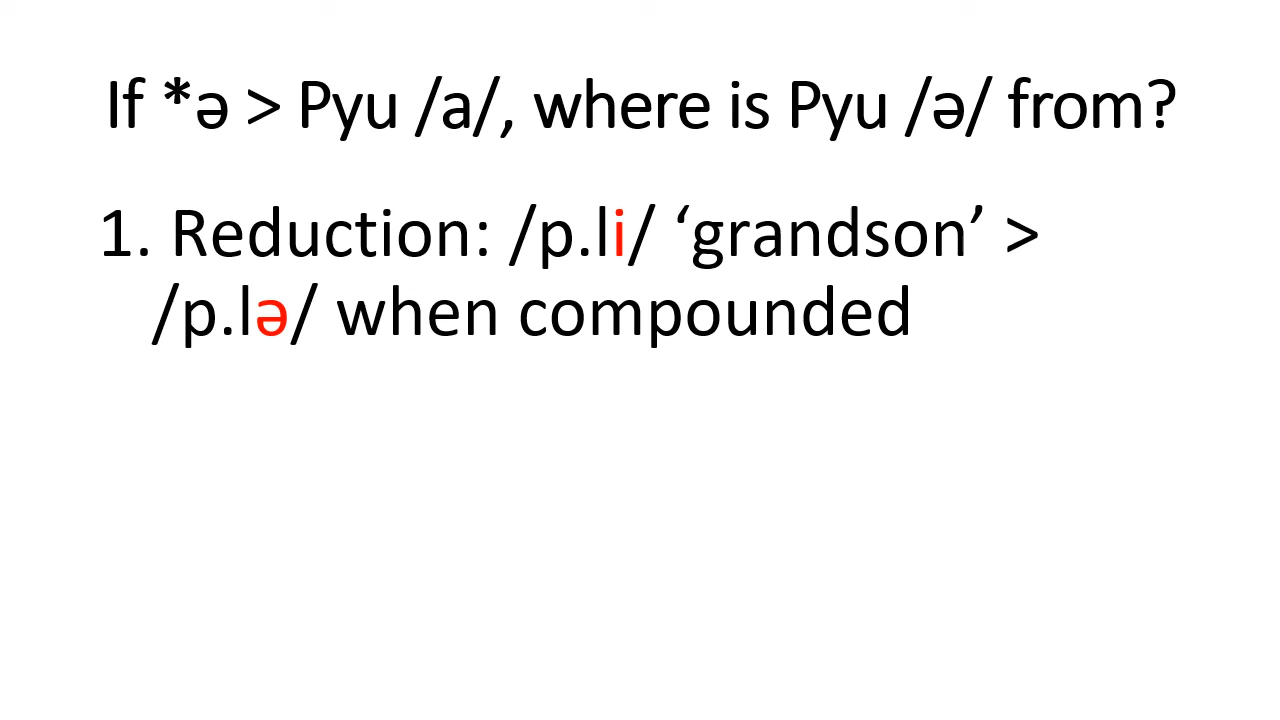 If *ə > Pyu /a/, where is Pyu /ə/ from?
1. Reduction: /p.li/ ‘grandson’ >
/p.lə/ when compounded